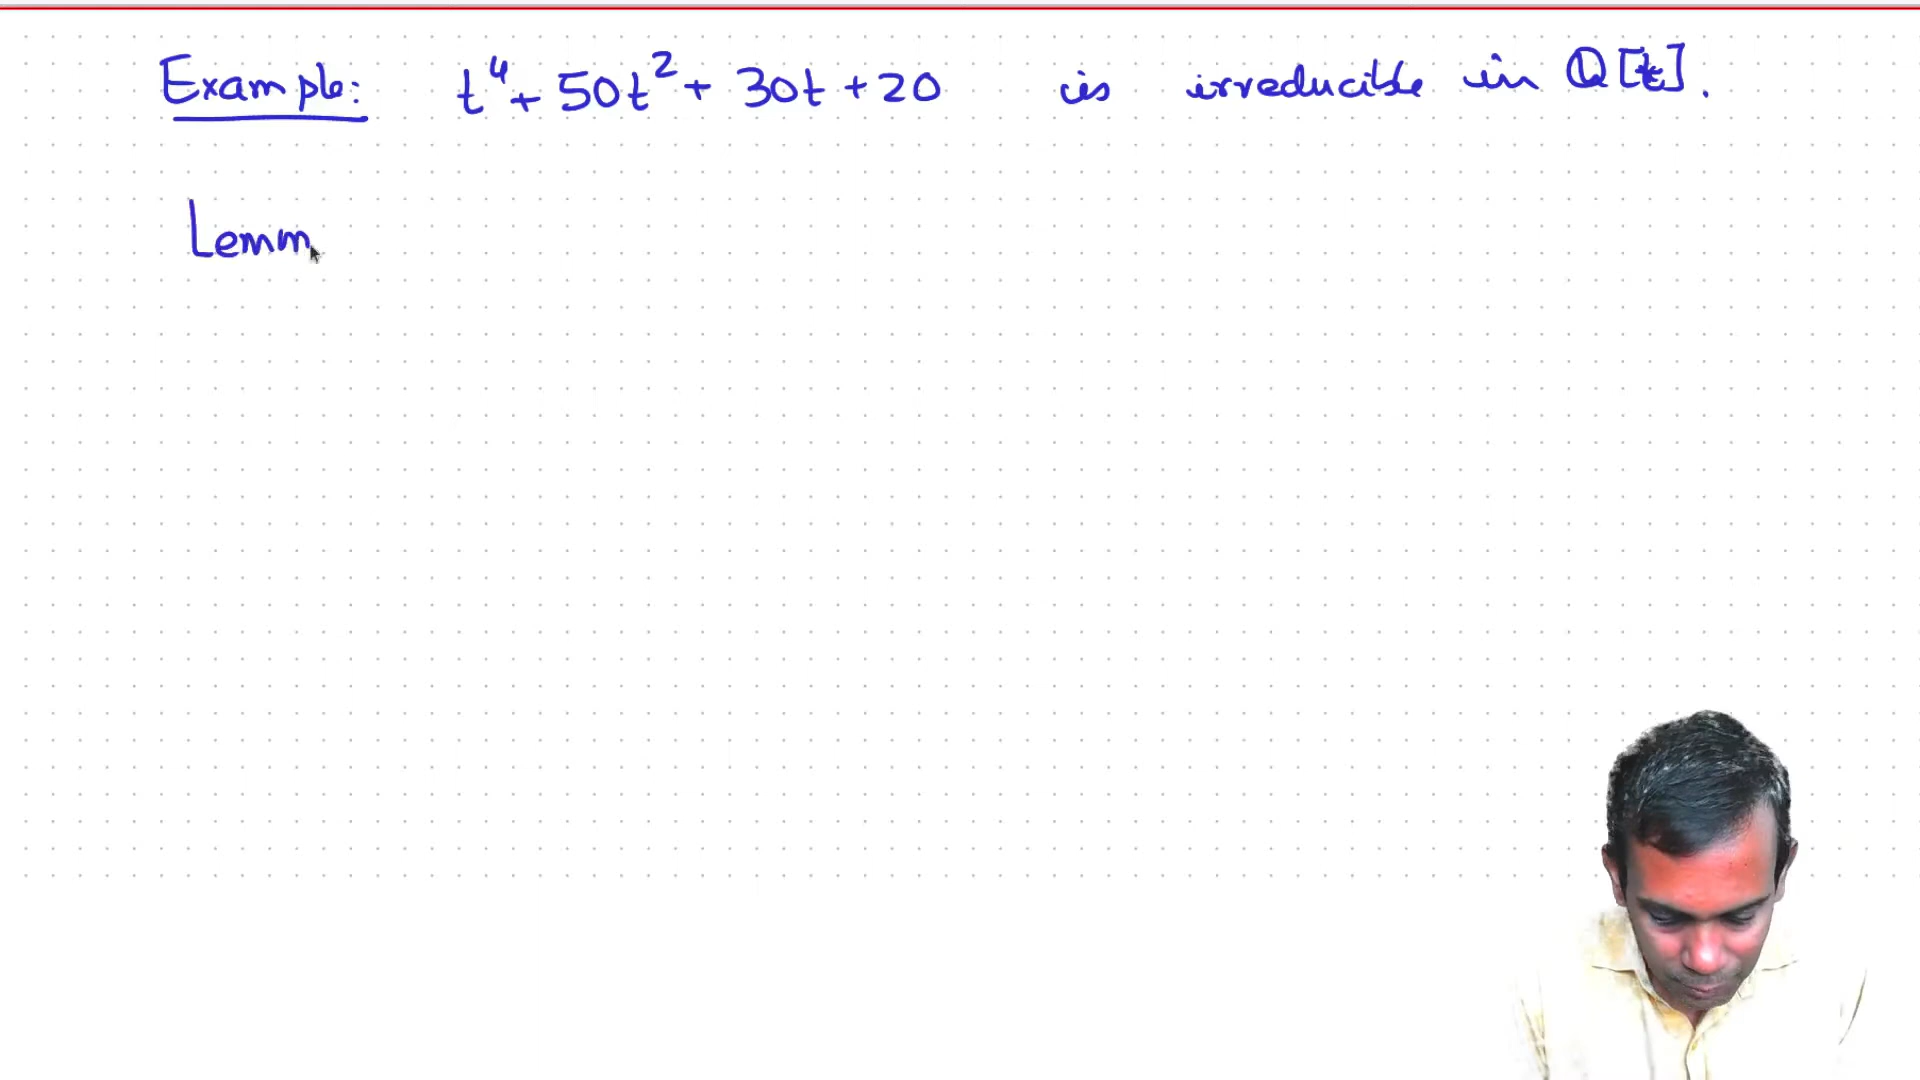 Example: t⁴ + 50t² + 30t + 20 is irreducible in ℚ[t].
Lemm